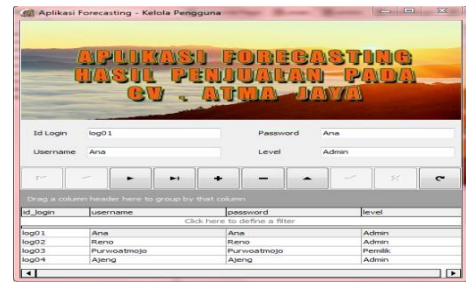 Aplikasi Forecasting - Kelola Pengguna
APLIKASI FORECASTING
HASIL PENJUALAN PADA
CV . ATMA JAYA
Id Login log01 Password Ana
Username Ana Level Admin
Drag a column header here to group by that column
id_login username password level
Click here to define a filter
log01 Ana Ana Admin
log02 Reno Reno Admin
log03 Purwoatmojo Purwoatmojo Pemilik
log04 Ajeng Ajeng Admin